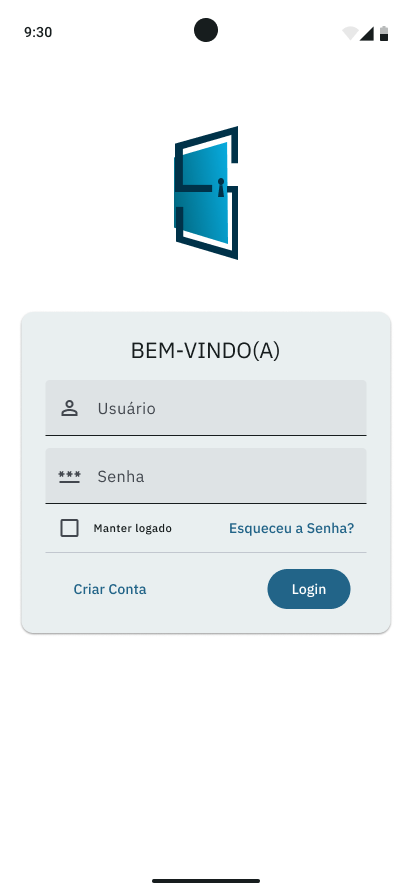 9:30
BEM-VINDO(A)
Usuário
Senha
Manter logado
Esqueceu a Senha?
Criar Conta
Login